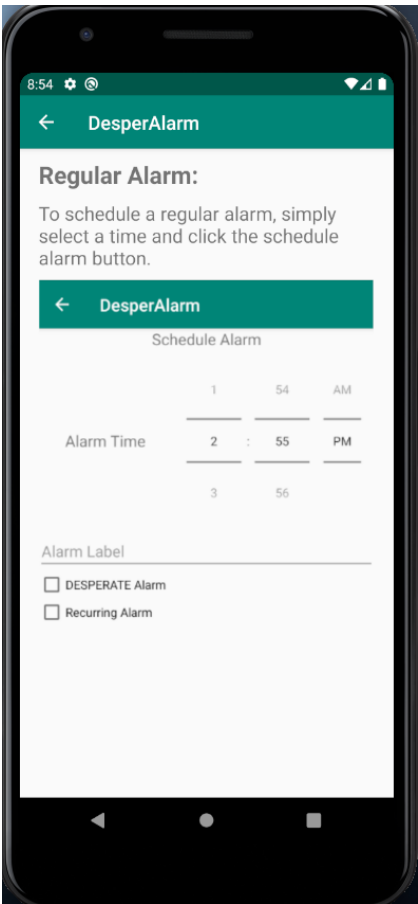 8:54
DesperAlarm
Regular Alarm:
To schedule a regular alarm, simply
select a time and click the schedule
alarm button.
DesperAlarm
Schedule Alarm
1 54 AM
Alarm Time 2 : 55 PM
3 56
Alarm Label
DESPERATE Alarm
Recurring Alarm